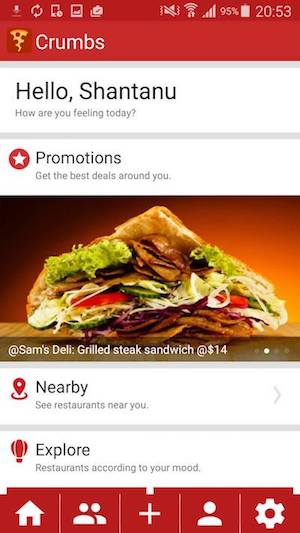 95% 20:53
Crumbs
Hello, Shantanu
How are you feeling today?
Promotions
Get the best deals around you.
@Sam's Deli: Grilled steak sandwich @$14
Nearby
See restaurants near you.
Explore
Restaurants according to your mood.